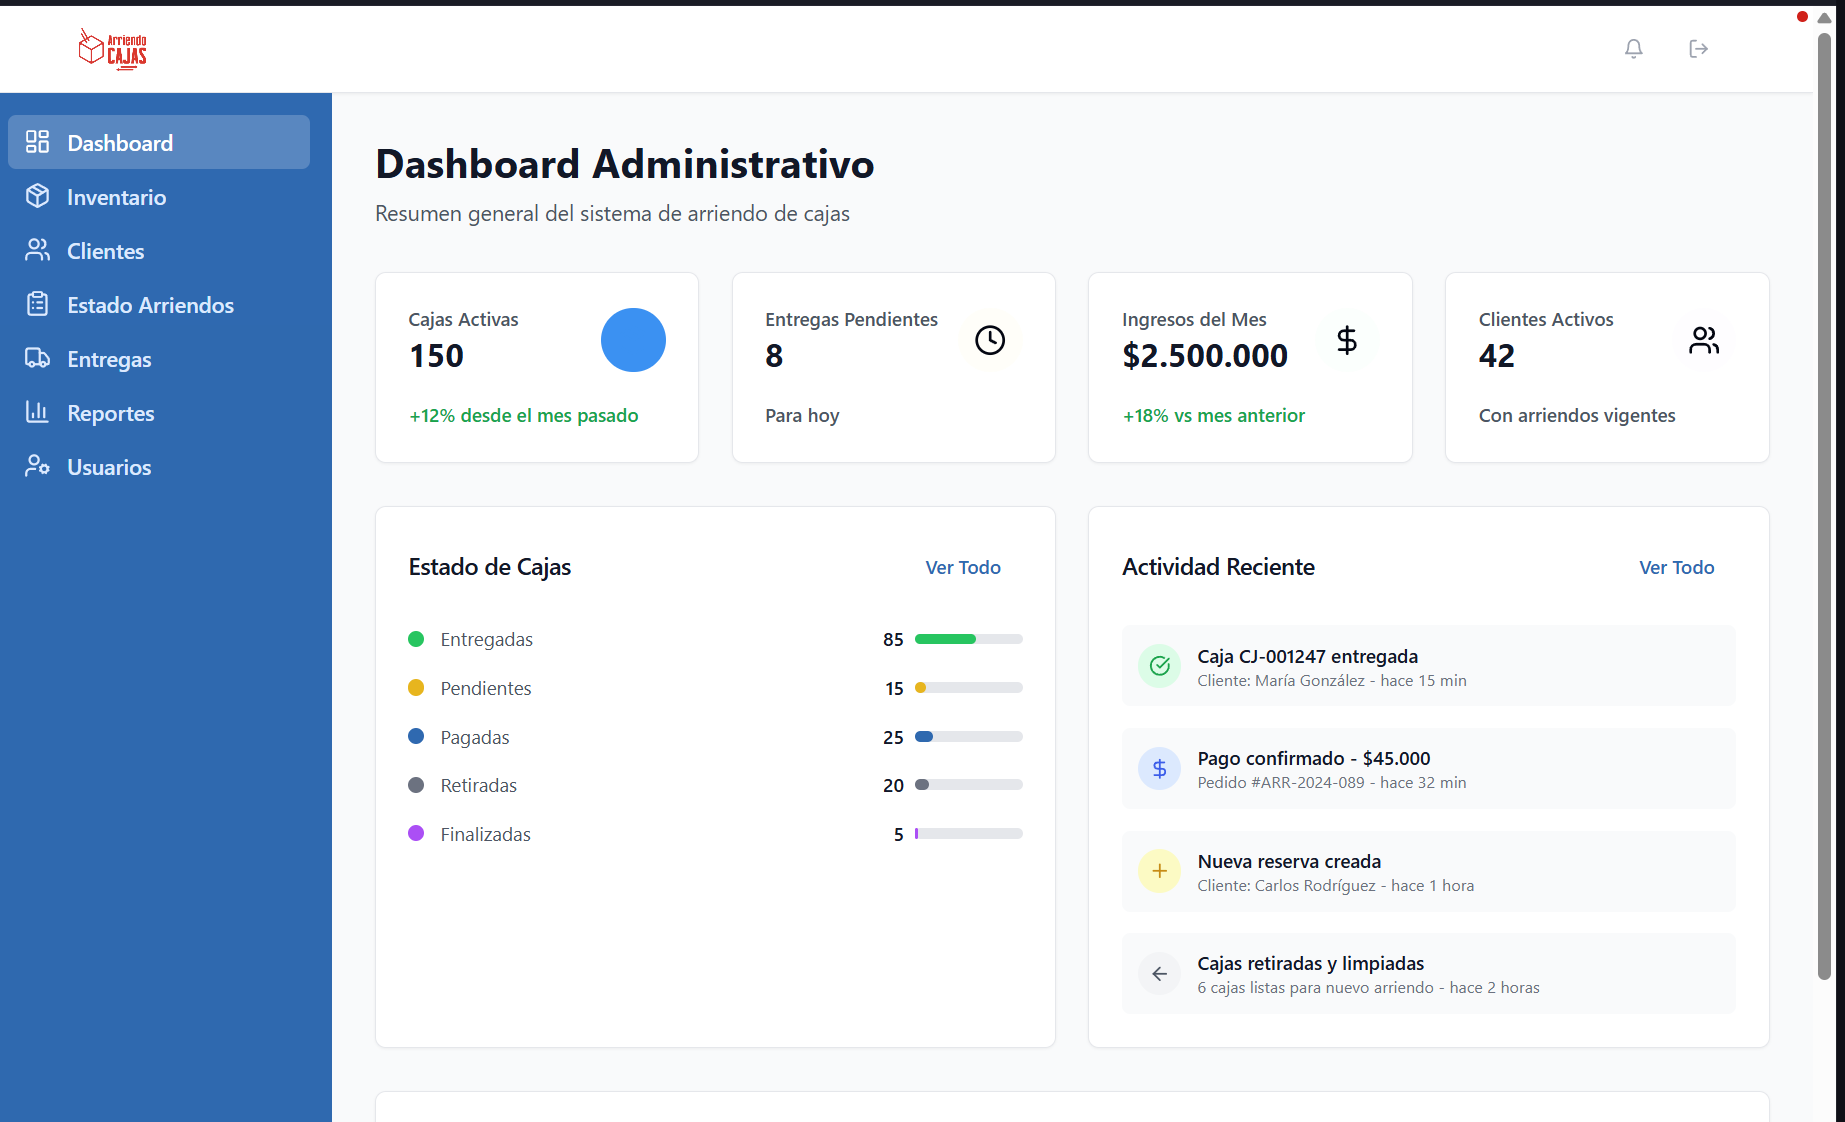 Arriendo
CAJAS
Dashboard
Inventario
Clientes
Estado Arriendos
Entregas
Reportes
Usuarios
Dashboard Administrativo
Resumen general del sistema de arriendo de cajas
Cajas Activas
150
+12% desde el mes pasado
Entregas Pendientes
8
Para hoy
Ingresos del Mes
$2.500.000
+18% vs mes anterior
Clientes Activos
42
Con arriendos vigentes
Estado de Cajas
Ver Todo
Entregadas 85
Pendientes 15
Pagadas 25
Retiradas 20
Finalizadas 5
Actividad Reciente
Ver Todo
Caja CJ-001247 entregada
Cliente: María González - hace 15 min
Pago confirmado - $45.000
Pedido #ARR-2024-089 - hace 32 min
Nueva reserva creada
Cliente: Carlos Rodríguez - hace 1 hora
Cajas retiradas y limpiadas
6 cajas listas para nuevo arriendo - hace 2 horas